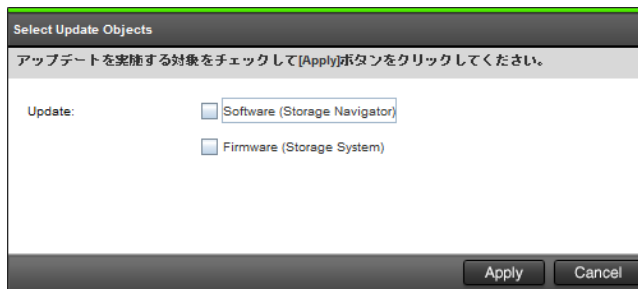 Select Update Objects
アップデートを実施する対象をチェックして[Apply]ボタンをクリックしてください。
Update:
Software (Storage Navigator)
Firmware (Storage System)
Apply Cancel